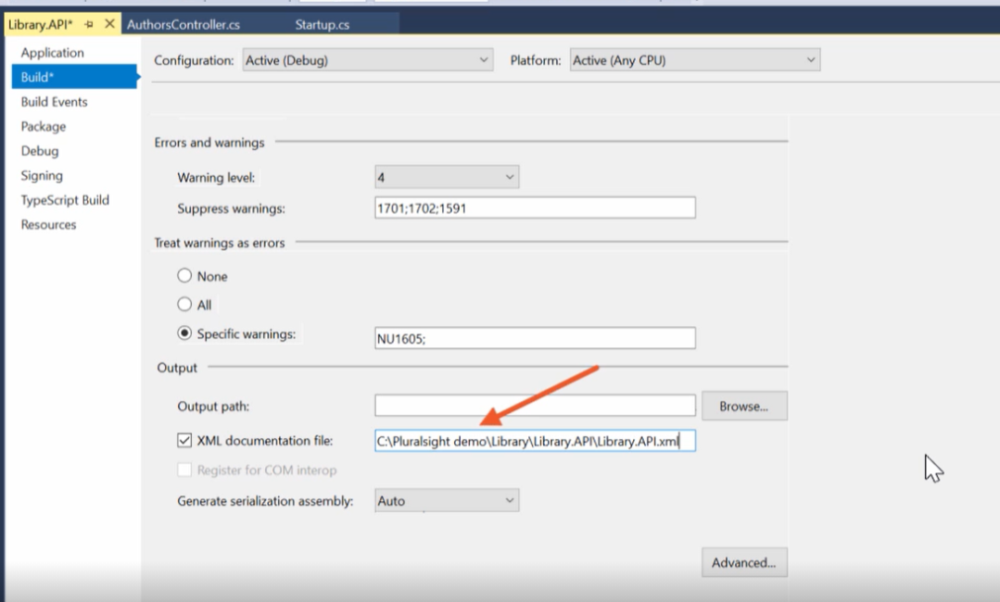 Library.API* AuthorsController.cs Startup.cs
Application
Build*
Build Events
Package
Debug
Signing
TypeScript Build
Resources
Configuration: Active (Debug) Platform: Active (Any CPU)
Errors and warnings
Warning level: 4
Suppress warnings: 1701;1702;1591
Treat warnings as errors
None
All
Specific warnings: NU1605;
Output
Output path: Browse...
XML documentation file: C:\Pluralsight demo\Library\Library.API\Library.API.xml
Register for COM interop
Generate serialization assembly: Auto
Advanced...